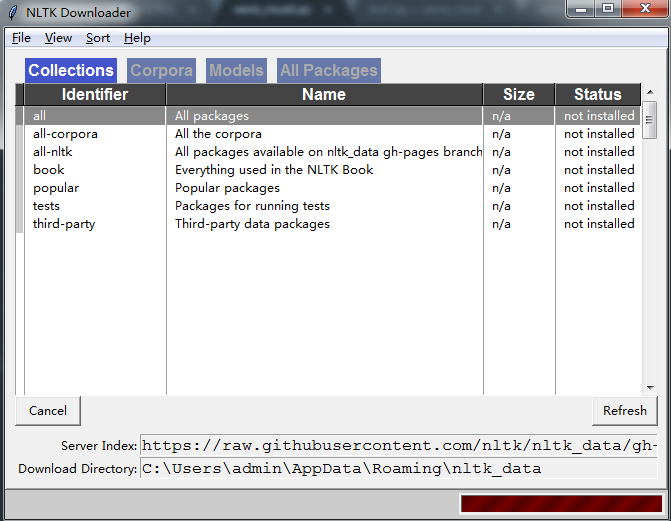 NLTK Downloader
File View Sort Help
Collections Corpora Models All Packages
Identifier Name Size Status
all All packages n/a not installed
all-corpora All the corpora n/a not installed
all-nltk All packages available on nltk_data gh-pages branch n/a not installed
book Everything used in the NLTK Book n/a not installed
popular Popular packages n/a not installed
tests Packages for running tests n/a not installed
third-party Third-party data packages n/a not installed
Cancel Refresh
Server Index: https://raw.githubusercontent.com/nltk/nltk_data/gh-
Download Directory: C:\Users\admin\AppData\Roaming\nltk_data